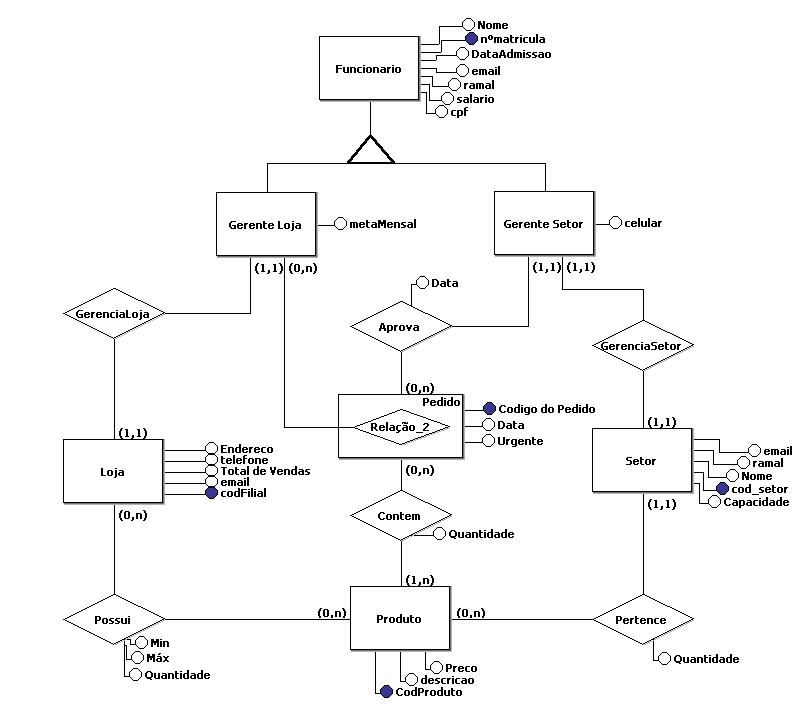 Nome
nºmatricula
DataAdmissao
email
ramal
salario
cpf
Funcionario
Gerente Loja
metaMensal
Gerente Setor
celular
(1,1) (0,n)
(1,1) (1,1)
Data
GerenciaLoja
Aprova
GerenciaSetor
(0,n)
Pedido
Relação_2
Codigo do Pedido
Data
Urgente
(1,1)
(1,1)
Loja
Endereco
telefone
Total de Vendas
email
codFilial
Setor
email
ramal
Nome
cod_setor
Capacidade
(0,n)
(0,n)
(1,1)
Contem
Quantidade
(1,n)
Possui
(0,n)
Produto
(0,n)
Pertence
Min
Máx
Quantidade
Preco
descricao
CodProduto
Quantidade